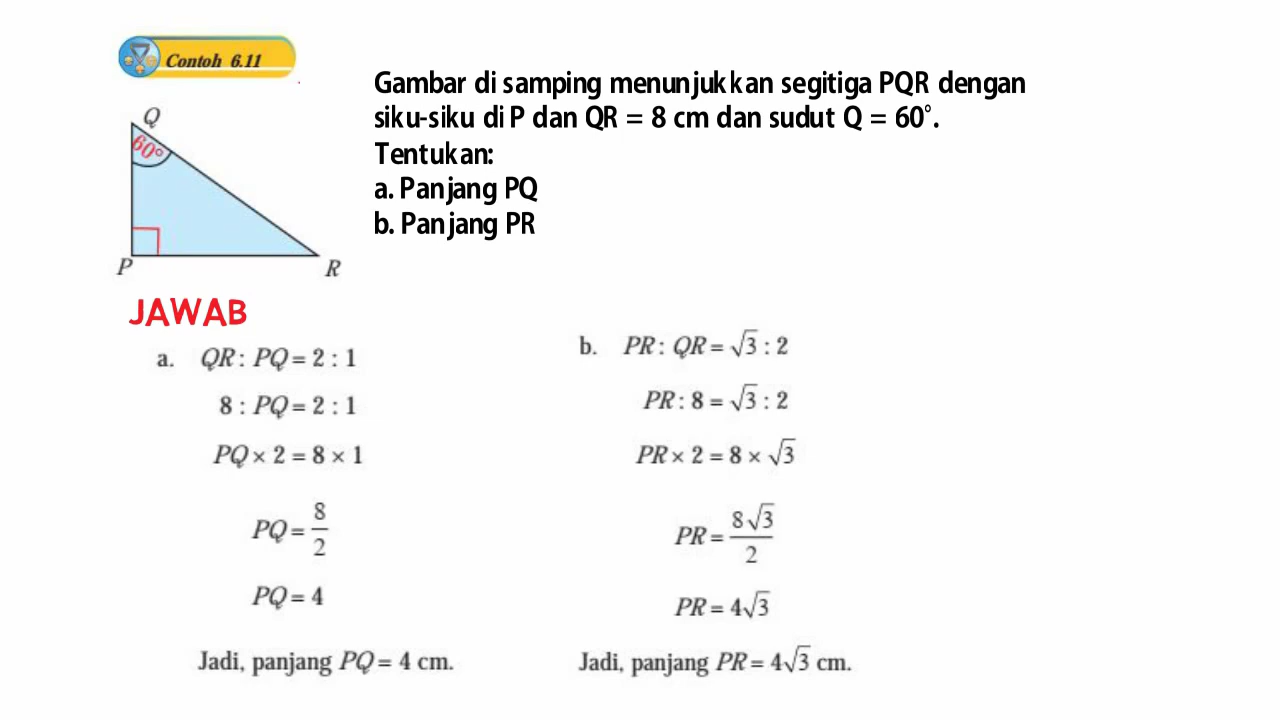 Contoh 6.11
Gambar di samping menunjukkan segitiga PQR dengan
siku-siku di P dan QR = 8 cm dan sudut Q = 60°.
Tentukan:
a. Panjang PQ
b. Panjang PR
Q
60°
P
R
JAWAB
a. QR : PQ = 2 : 1
8 : PQ = 2 : 1
PQ × 2 = 8 × 1
PQ = 8/2
PQ = 4
Jadi, panjang PQ = 4 cm.
b. PR : QR = √3 : 2
PR : 8 = √3 : 2
PR × 2 = 8 × √3
PR = 8√3/2
PR = 4√3
Jadi, panjang PR = 4√3 cm.